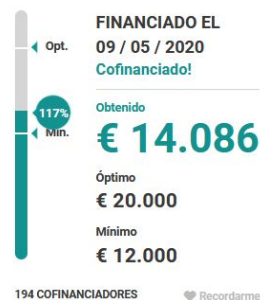 FINANCIADO EL
Opt.
09 / 05 / 2020
Cofinanciado!
Obtenido
117%
€ 14.086
Mín.
Óptimo
€ 20.000
Mínimo
€ 12.000
194 COFINANCIADORES
Recordarme